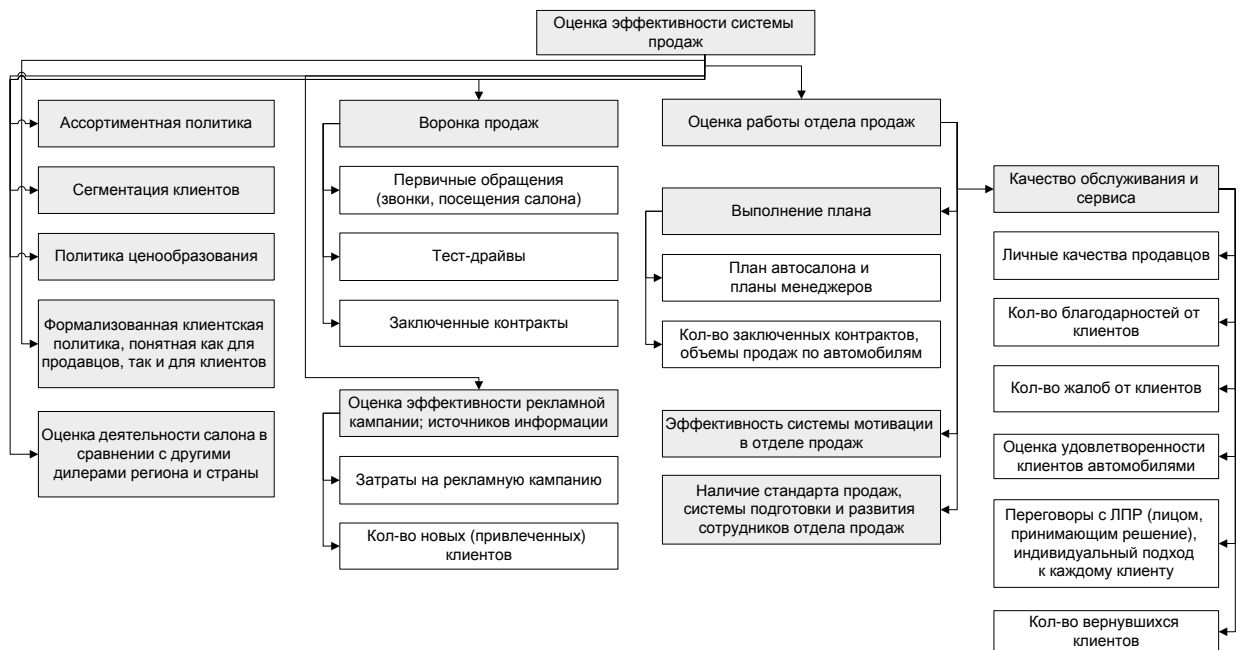 Оценка эффективности системы
продаж
Ассортиментная политика
Сегментация клиентов
Политика ценообразования
Формализованная клиентская
политика, понятная как для
продавцов, так и для клиентов
Оценка деятельности салона в
сравнении с другими
дилерами региона и страны
Воронка продаж
Первичные обращения
(звонки, посещения салона)
Тест-драйвы
Заключенные контракты
Оценка эффективности рекламной
кампании; источников информации
Затраты на рекламную кампанию
Кол-во новых (привлеченных)
клиентов
Оценка работы отдела продаж
Выполнение плана
План автосалона и
планы менеджеров
Кол-во заключенных контрактов,
объемы продаж по автомобилям
Эффективность системы мотивации
в отделе продаж
Наличие стандарта продаж,
системы подготовки и развития
сотрудников отдела продаж
Качество обслуживания и
сервиса
Личные качества продавцов
Кол-во благодарностей от
клиентов
Кол-во жалоб от клиентов
Оценка удовлетворенности
клиентов автомобилями
Переговоры с ЛПР (лицом,
принимающим решение),
индивидуальный подход
к каждому клиенту
Кол-во вернувшихся
клиентов